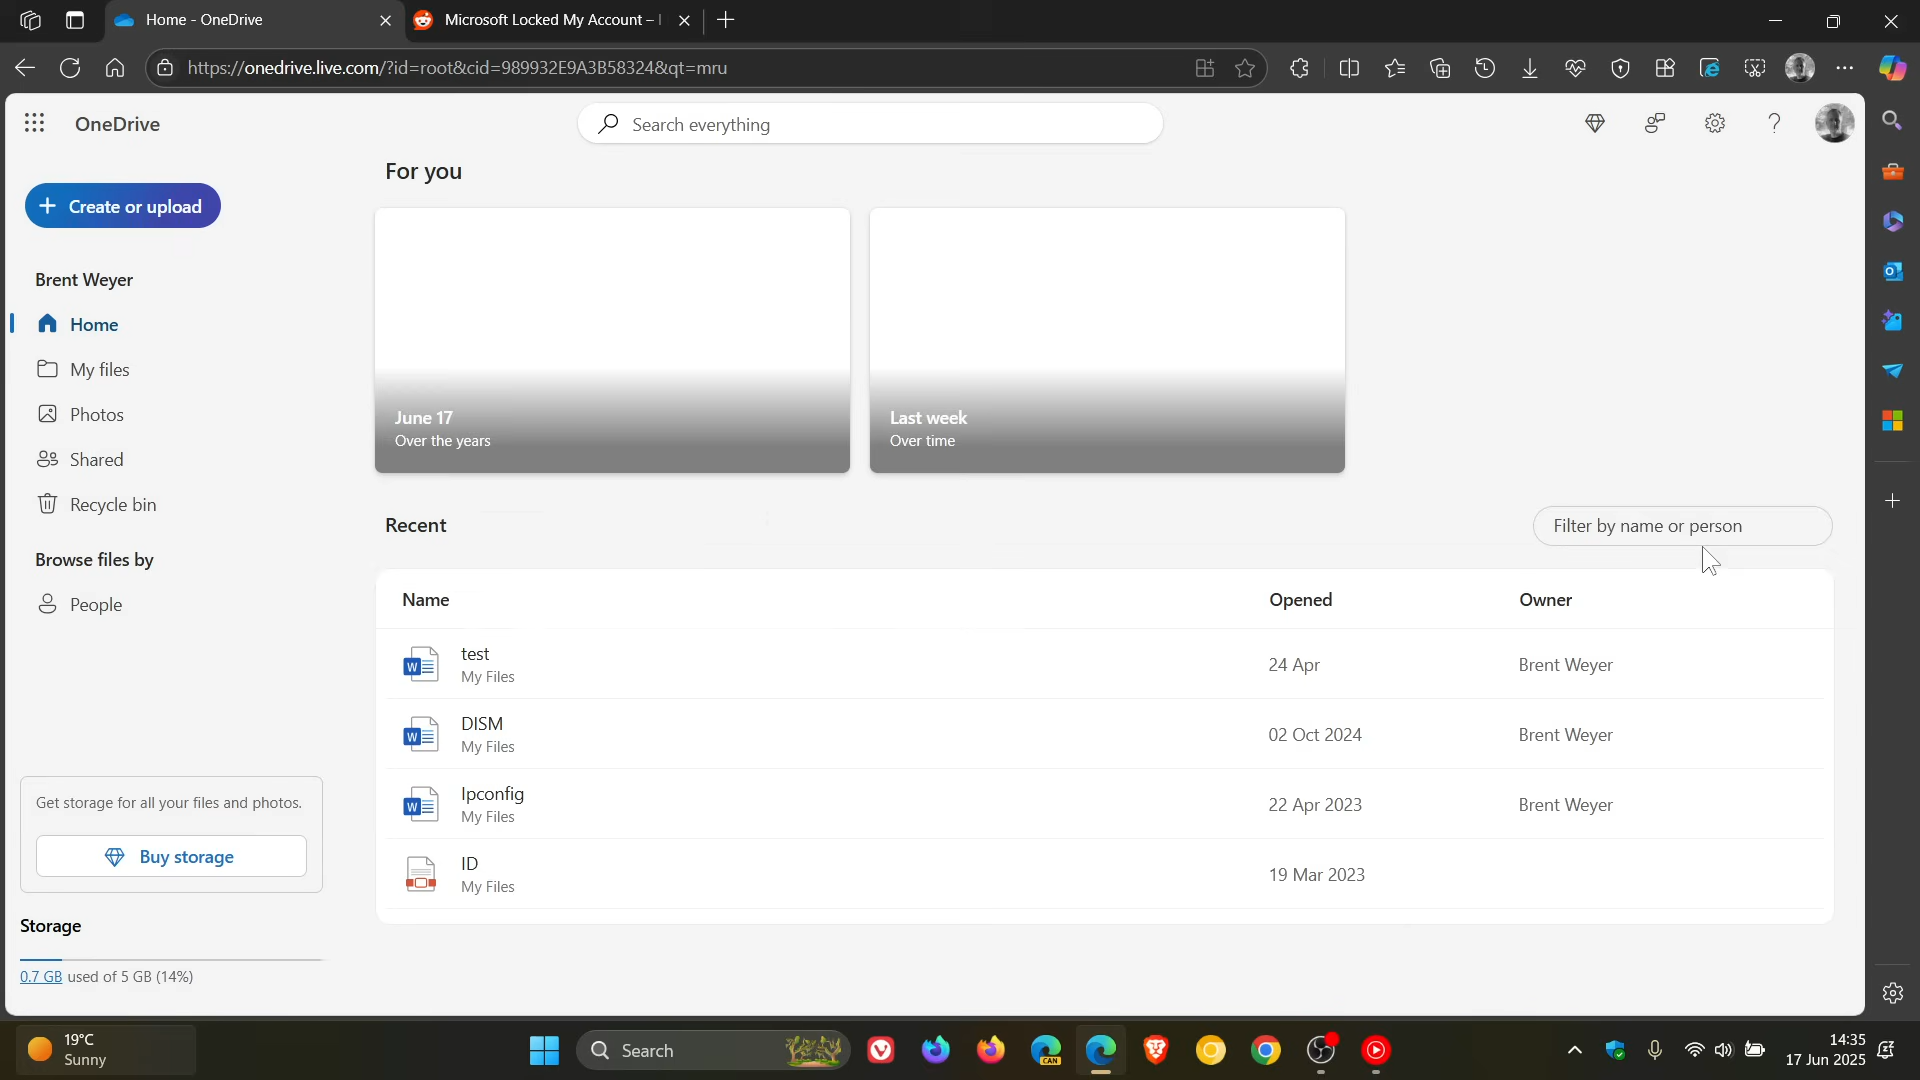 Home - OneDrive
Microsoft Locked My Account –
https://onedrive.live.com/?id=root&cid=989932E9A3B58324&qt=mru
OneDrive
Search everything
For you
Create or upload
Brent Weyer
Home
My files
Photos
Shared
Recycle bin
Browse files by
People
June 17
Over the years
Last week
Over time
Recent
Filter by name or person
Name
Opened
Owner
test
My Files
24 Apr
Brent Weyer
DISM
My Files
02 Oct 2024
Brent Weyer
Ipconfig
My Files
22 Apr 2023
Brent Weyer
ID
My Files
19 Mar 2023
Get storage for all your files and photos.
Buy storage
Storage
0.7 GB used of 5 GB (14%)
19°C
Sunny
Search
CAN
14:35
17 Jun 2025